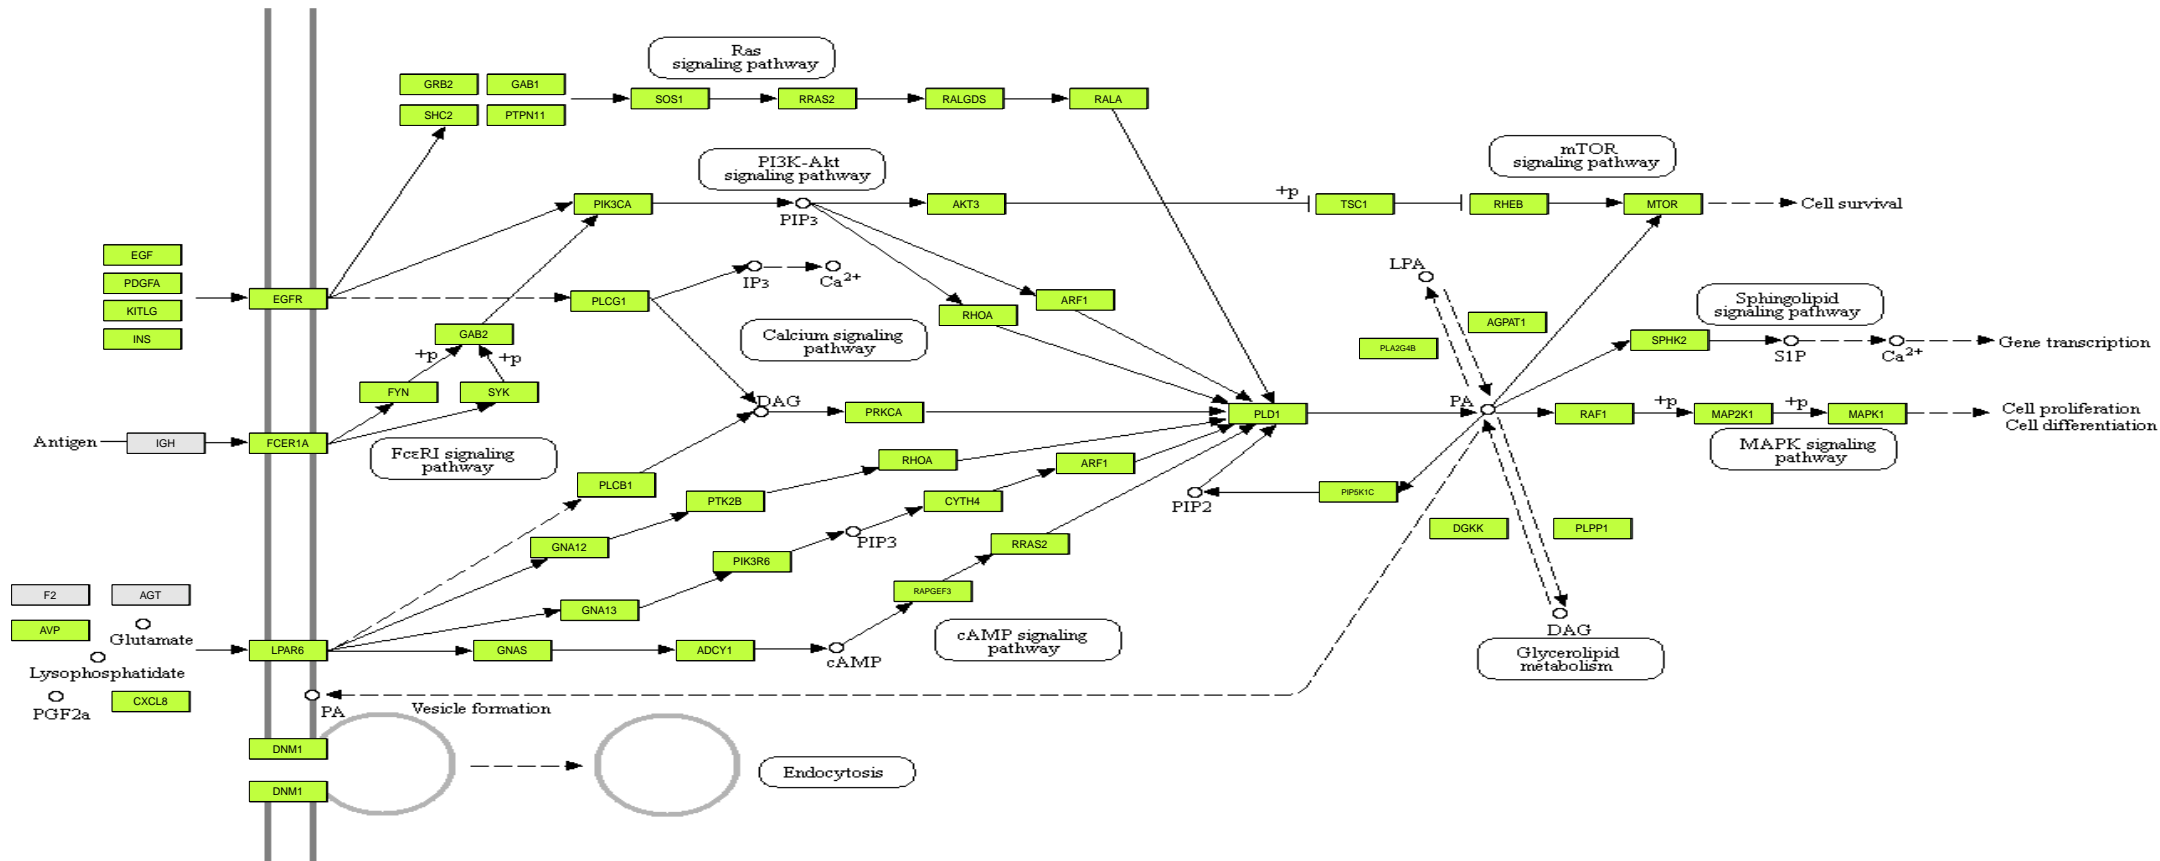 Ras
signaling pathway
GRB2 GAB1
SOS1 RRAS2 RALGDS RALA
SHC2 PTPN11
mTOR
signaling pathway
PI3K-Akt
signaling pathway
+p
PIK3CA AKT3 TSC1 RHEB MTOR Cell survival
PIP3
EGF
LPA
PDGFA
IP3 Ca2+
EGFR PLCG1 ARF1
Sphingolipid
signaling pathway
KITLG
RHOA
AGPAT1
INS
GAB2
Calcium signaling
pathway
SPHK2
S1P Ca2+ Gene transcription
PLA2G4B
+p +p
FYN SYK
DAG PRKCA PLD1 PA RAF1 +p MAP2K1 +p MAPK1
Cell proliferation
Cell differentiation
Antigen IGH FCER1A
FcεRI signaling
pathway
MAPK signaling
pathway
RHOA ARF1
PLCB1
PTK2B CYTH4
PIP2 PIP5K1C
DGKK PLPP1
GNA12 PIP3 RRAS2
PIK3R6
F2 AGT
RAPGEF3
GNA13
DAG
AVP
Glutamate
cAMP signaling
pathway
LPAR6 GNAS ADCY1 cAMP
Glycerolipid
metabolism
Lysophosphatidate
CXCL8
PGF2a
PA
Vesicle formation
DNM1
Endocytosis
DNM1